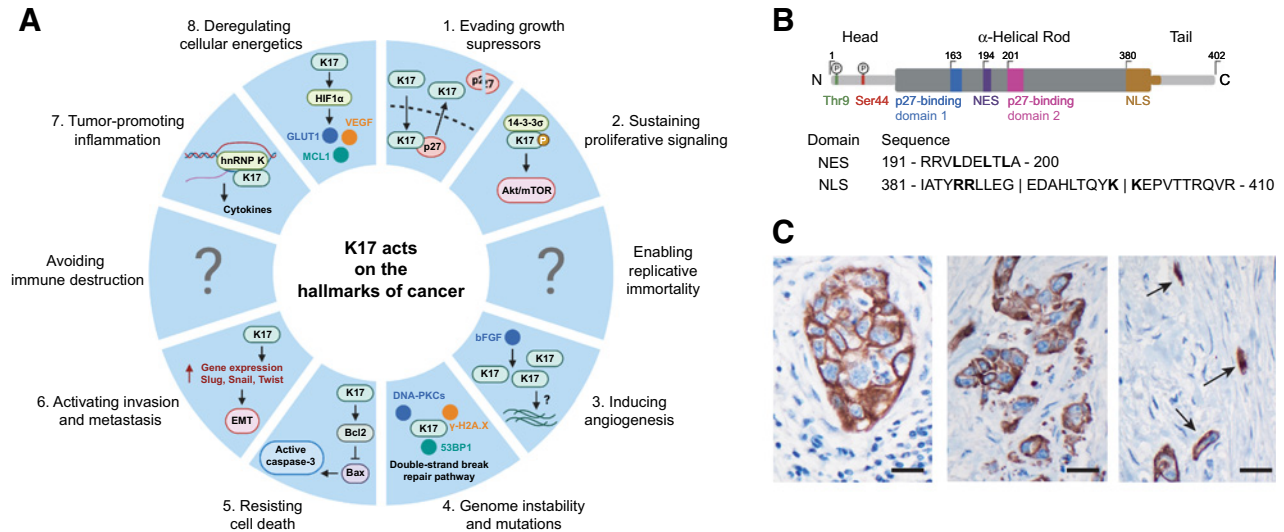 A
8. Deregulating
cellular energetics
1. Evading growth
supressors
K17
HIF1α
GLUT1
VEGF
MCL1
K17
K17
p27
K17
p27
7. Tumor-promoting
inflammation
hnRNP K
K17
Cytokines
2. Sustaining
proliferative signaling
14-3-3σ
K17
P
Akt/mTOR
Avoiding
immune destruction
?
K17 acts
on the
hallmarks of cancer
?
Enabling
replicative
immortality
6. Activating invasion
and metastasis
K17
Gene expression
Slug, Snail, Twist
EMT
bFGF
K17
K17
K17
?
3. Inducing
angiogenesis
K17
Bcl2
Bax
Active
caspase-3
DNA-PKCs
K17
γ-H2A.X
53BP1
Double-strand break
repair pathway
5. Resisting
cell death
4. Genome instability
and mutations
B
Head
α-Helical Rod
Tail
1
163
194
201
380
402
P
P
N
C
Thr9
Ser44
p27-binding
domain 1
NES
p27-binding
domain 2
NLS
Domain Sequence
NES 191 - RRVLDELTLA - 200
NLS 381 - IATYRRLLEG | EDAHLTQYK | KEPVTTRQVR - 410
C